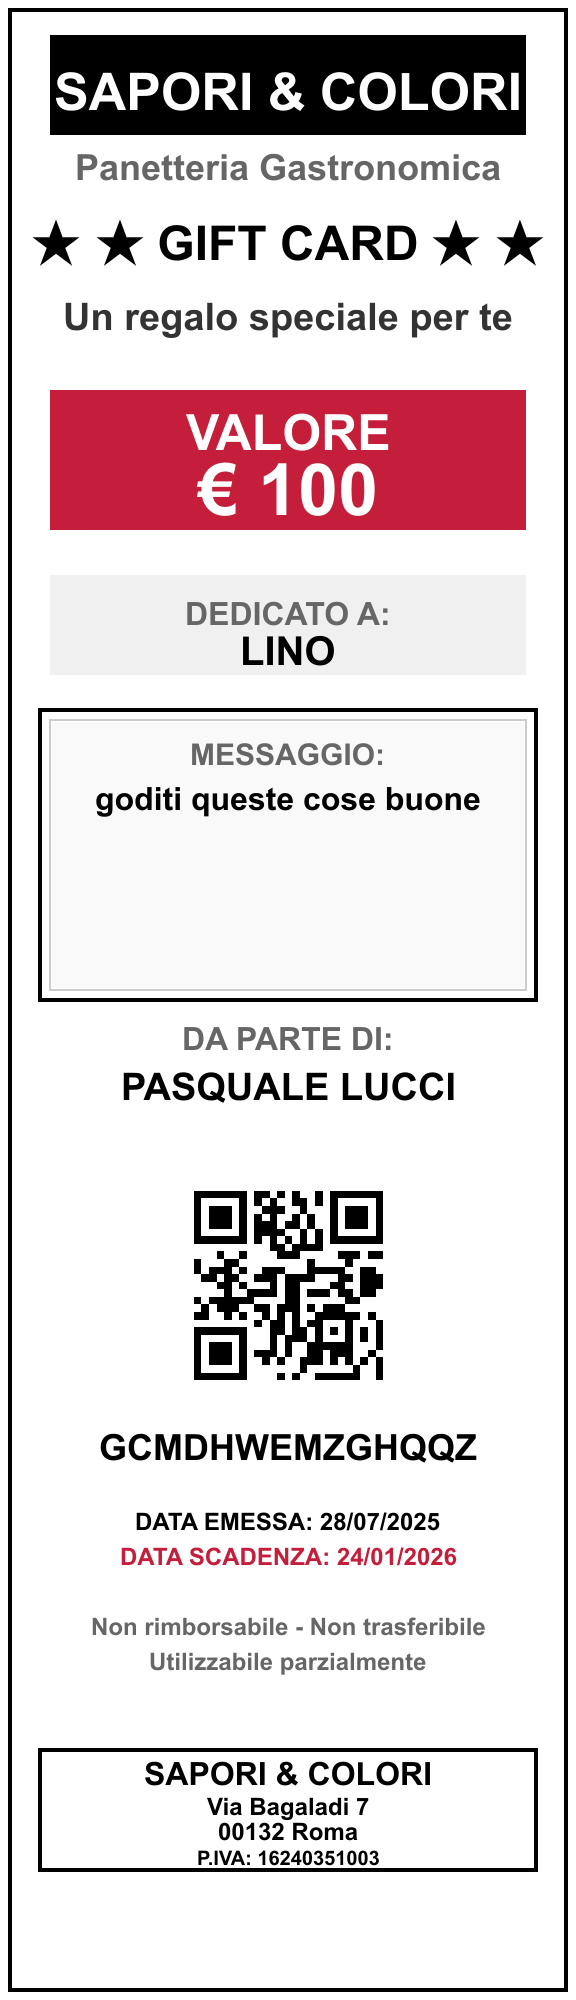 SAPORI & COLORI
Panetteria Gastronomica
★ ★ GIFT CARD ★ ★
Un regalo speciale per te
VALORE
€ 100
DEDICATO A:
LINO
MESSAGGIO:
goditi queste cose buone
DA PARTE DI:
PASQUALE LUCCI
GCMDHWEMZGHQQZ
DATA EMESSA: 28/07/2025
DATA SCADENZA: 24/01/2026
Non rimborsabile - Non trasferibile
Utilizzabile parzialmente
SAPORI & COLORI
Via Bagaladi 7
00132 Roma
P.IVA: 16240351003